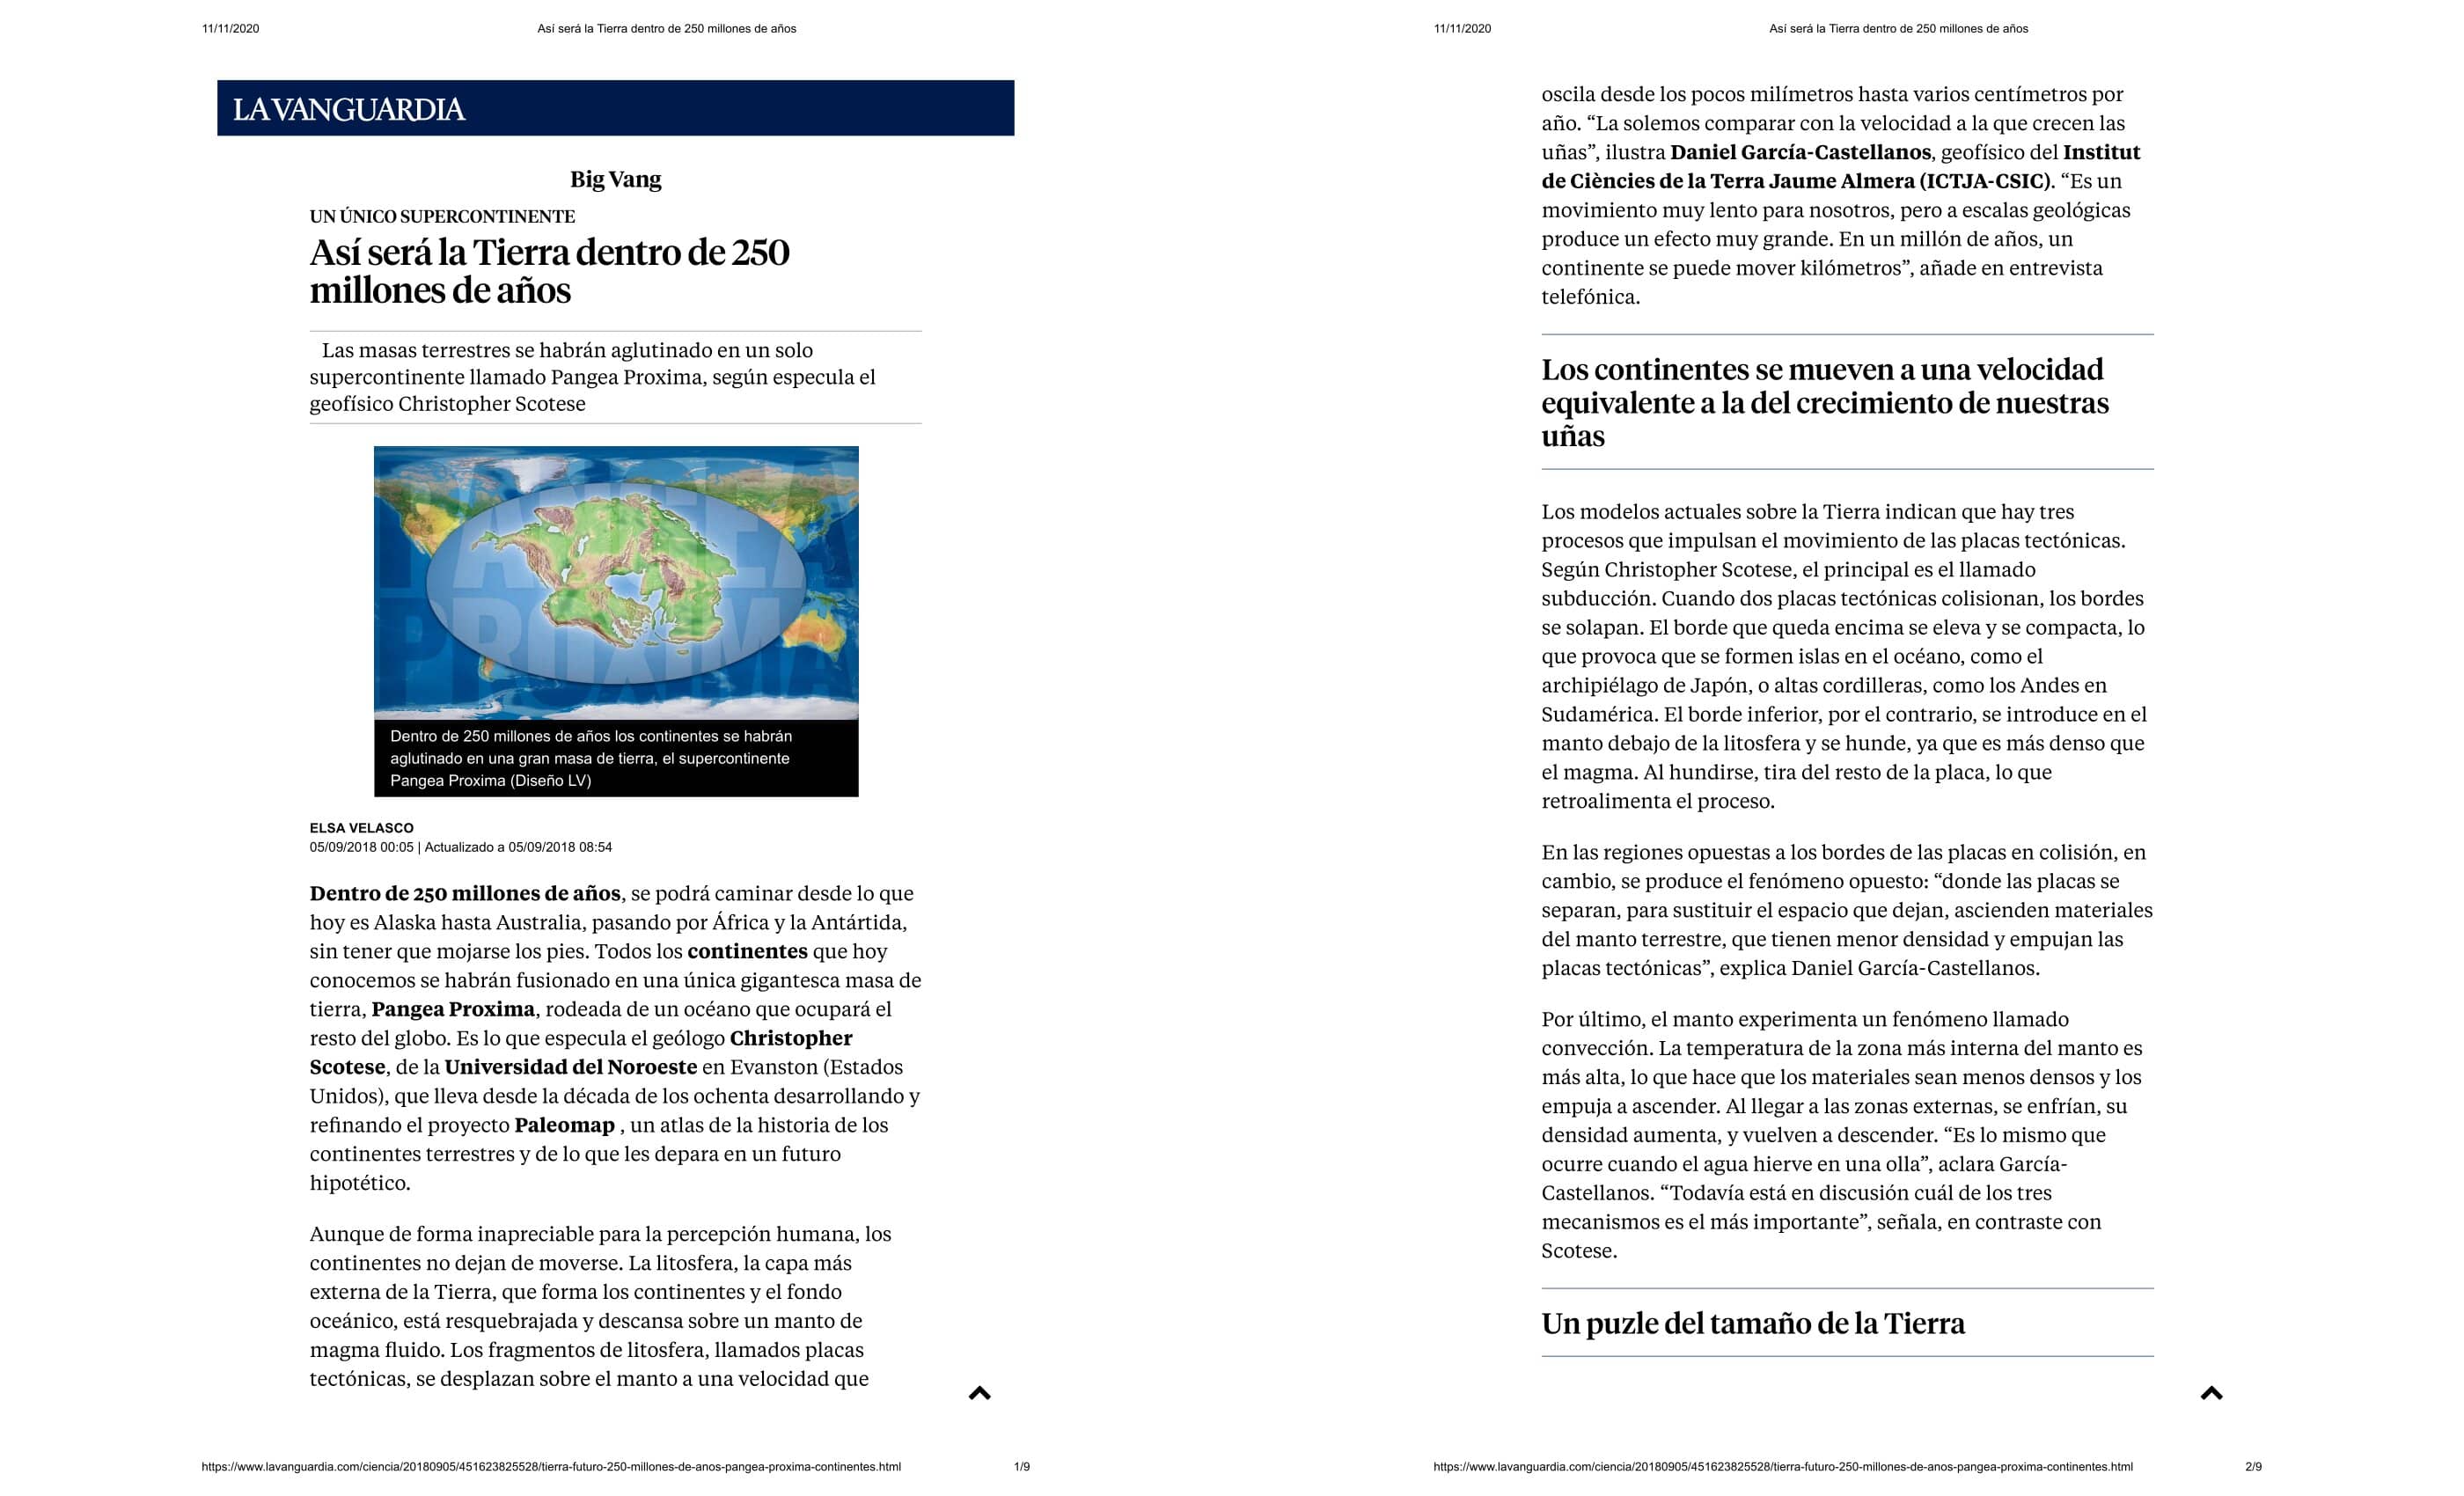 11/11/2020
Así será la Tierra dentro de 250 millones de años
LA VANGUARDIA
Big Vang
UN ÚNICO SUPERCONTINENTE
Así será la Tierra dentro de 250
millones de años
Las masas terrestres se habrán aglutinado en un solo
supercontinente llamado Pangea Proxima, según especula el
geofísico Christopher Scotese
PANGEA
PROXIMA
Dentro de 250 millones de años los continentes se habrán
aglutinado en una gran masa de tierra, el supercontinente
Pangea Proxima (Diseño LV)
ELSA VELASCO
05/09/2018 00:05 | Actualizado a 05/09/2018 08:54
Dentro de 250 millones de años, se podrá caminar desde lo que
hoy es Alaska hasta Australia, pasando por África y la Antártida,
sin tener que mojarse los pies. Todos los continentes que hoy
conocemos se habrán fusionado en una única gigantesca masa de
tierra, Pangea Proxima, rodeada de un océano que ocupará el
resto del globo. Es lo que especula el geólogo Christopher
Scotese, de la Universidad del Noroeste en Evanston (Estados
Unidos), que lleva desde la década de los ochenta desarrollando y
refinando el proyecto Paleomap , un atlas de la historia de los
continentes terrestres y de lo que les depara en un futuro
hipotético.
Aunque de forma inapreciable para la percepción humana, los
continentes no dejan de moverse. La litosfera, la capa más
externa de la Tierra, que forma los continentes y el fondo
oceánico, está resquebrajada y descansa sobre un manto de
magma fluido. Los fragmentos de litosfera, llamados placas
tectónicas, se desplazan sobre el manto a una velocidad que
https://www.lavanguardia.com/ciencia/20180905/451623825528/tierra-futuro-250-millones-de-anos-pangea-proxima-continentes.html
1/9
11/11/2020
Así será la Tierra dentro de 250 millones de años
oscila desde los pocos milímetros hasta varios centímetros por
año. “La solemos comparar con la velocidad a la que crecen las
uñas”, ilustra Daniel García-Castellanos, geofísico del Institut
de Ciències de la Terra Jaume Almera (ICTJA-CSIC). “Es un
movimiento muy lento para nosotros, pero a escalas geológicas
produce un efecto muy grande. En un millón de años, un
continente se puede mover kilómetros”, añade en entrevista
telefónica.
Los continentes se mueven a una velocidad
equivalente a la del crecimiento de nuestras
uñas
Los modelos actuales sobre la Tierra indican que hay tres
procesos que impulsan el movimiento de las placas tectónicas.
Según Christopher Scotese, el principal es el llamado
subducción. Cuando dos placas tectónicas colisionan, los bordes
se solapan. El borde que queda encima se eleva y se compacta, lo
que provoca que se formen islas en el océano, como el
archipiélago de Japón, o altas cordilleras, como los Andes en
Sudamérica. El borde inferior, por el contrario, se introduce en el
manto debajo de la litosfera y se hunde, ya que es más denso que
el magma. Al hundirse, tira del resto de la placa, lo que
retroalimenta el proceso.
En las regiones opuestas a los bordes de las placas en colisión, en
cambio, se produce el fenómeno opuesto: “donde las placas se
separan, para sustituir el espacio que dejan, ascienden materiales
del manto terrestre, que tienen menor densidad y empujan las
placas tectónicas”, explica Daniel García-Castellanos.
Por último, el manto experimenta un fenómeno llamado
convección. La temperatura de la zona más interna del manto es
más alta, lo que hace que los materiales sean menos densos y los
empuja a ascender. Al llegar a las zonas externas, se enfrían, su
densidad aumenta, y vuelven a descender. “Es lo mismo que
ocurre cuando el agua hierve en una olla”, aclara García-
Castellanos. “Todavía está en discusión cuál de los tres
mecanismos es el más importante”, señala, en contraste con
Scotese.
Un puzle del tamaño de la Tierra
https://www.lavanguardia.com/ciencia/20180905/451623825528/tierra-futuro-250-millones-de-anos-pangea-proxima-continentes.html
2/9